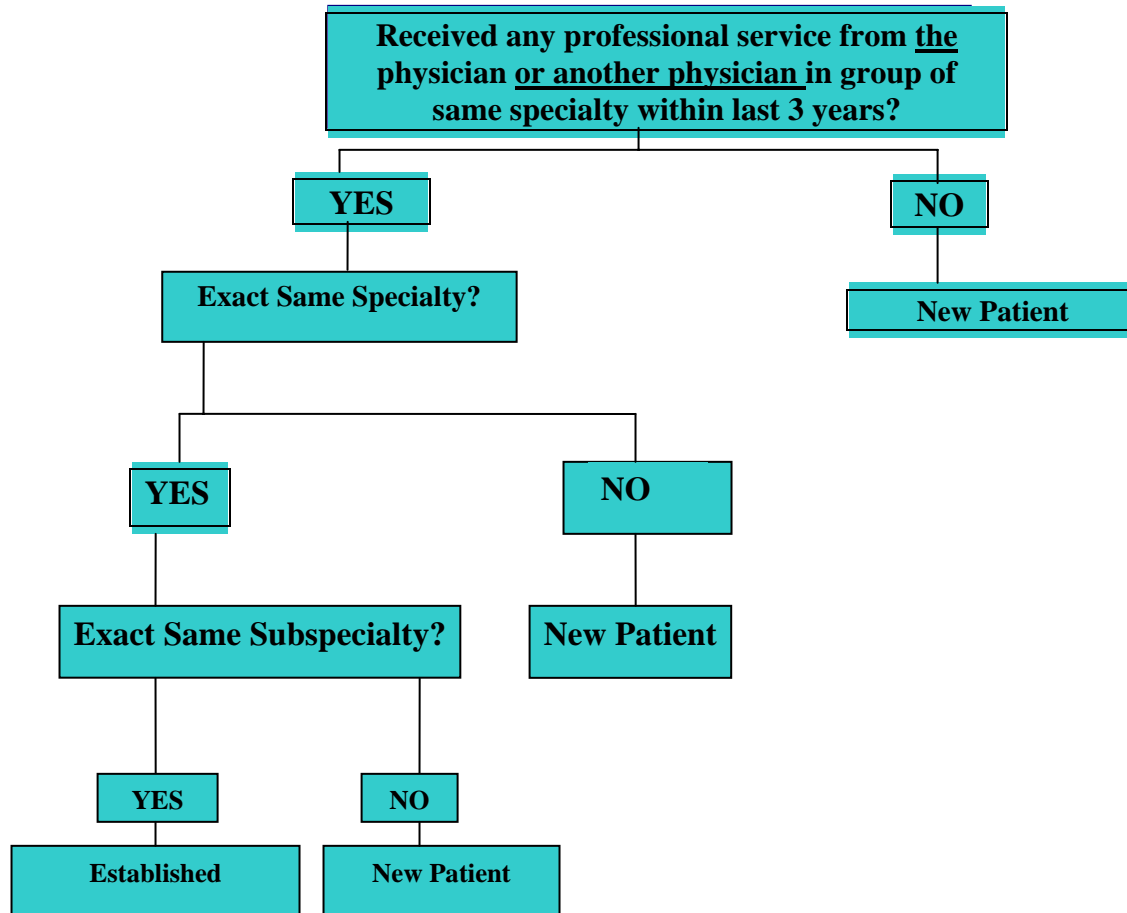 Received any professional service from the
physician or another physician in group of
same specialty within last 3 years?
YES
NO
Exact Same Specialty?
New Patient
YES
NO
Exact Same Subspecialty?
New Patient
YES
NO
Established
New Patient